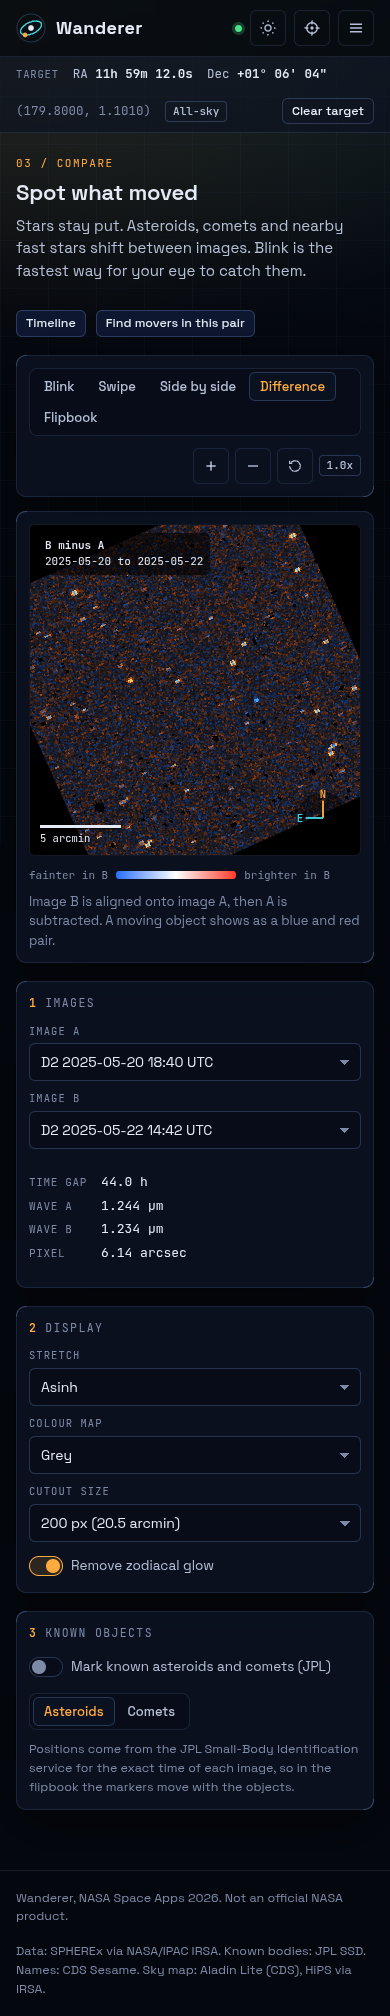 Wanderer
TARGET RA 11h 59m 12.0s Dec +01° 06' 04"
(179.8000, 1.1010) All-sky Clear target
03 / COMPARE
Spot what moved
Stars stay put. Asteroids, comets and nearby
fast stars shift between images. Blink is the
fastest way for your eye to catch them.
Timeline Find movers in this pair
Blink Swipe Side by side Difference
Flipbook
+ − 1.0x
B minus A
2025-05-20 to 2025-05-22
N
E
5 arcmin
fainter in B brighter in B
Image B is aligned onto image A, then A is
subtracted. A moving object shows as a blue and red
pair.
1 IMAGES
IMAGE A
D2 2025-05-20 18:40 UTC
IMAGE B
D2 2025-05-22 14:42 UTC
TIME GAP 44.0 h
WAVE A 1.244 µm
WAVE B 1.234 µm
PIXEL 6.14 arcsec
2 DISPLAY
STRETCH
Asinh
COLOUR MAP
Grey
CUTOUT SIZE
200 px (20.5 arcmin)
Remove zodiacal glow
3 KNOWN OBJECTS
Mark known asteroids and comets (JPL)
Asteroids Comets
Positions come from the JPL Small-Body Identification
service for the exact time of each image, so in the
flipbook the markers move with the objects.
Wanderer, NASA Space Apps 2026. Not an official NASA
product.
Data: SPHEREx via NASA/IPAC IRSA. Known bodies: JPL SSD.
Names: CDS Sesame. Sky map: Aladin Lite (CDS), HiPS via
IRSA.